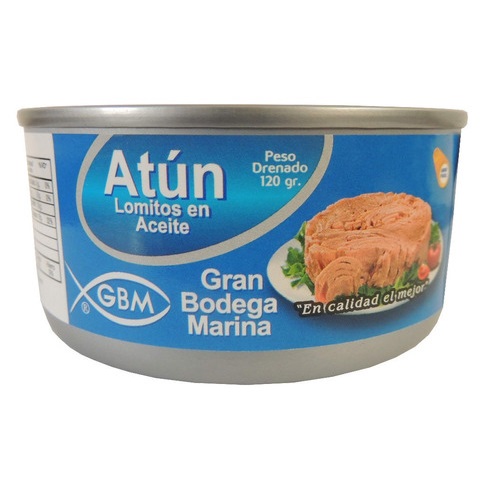 Atún
Lomitos en
Aceite
Peso
Drenado
120 gr.
GBM
®
Gran
Bodega
Marina
"En calidad el mejor"